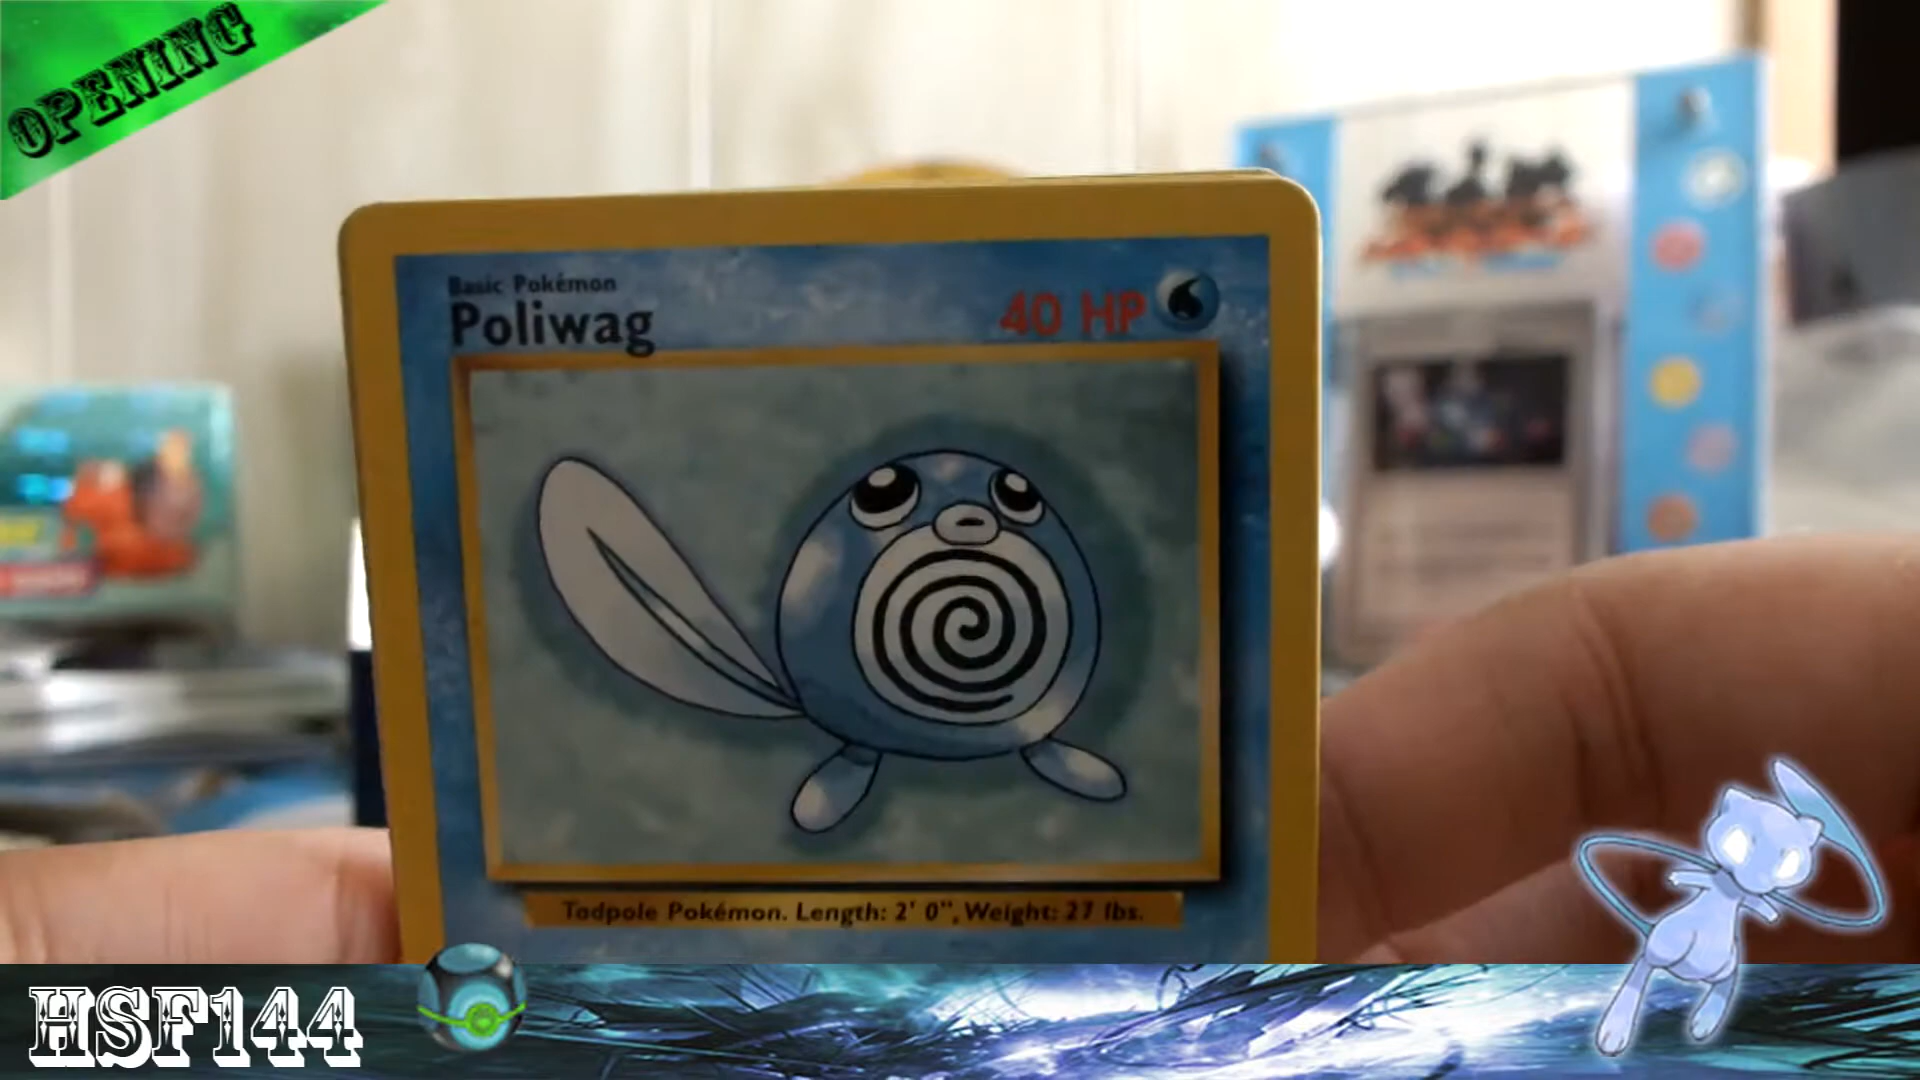 OPENING
Basic Pokémon
Poliwag
40 HP
Tadpole Pokémon. Length: 2' 0", Weight: 27 lbs.
HSF144